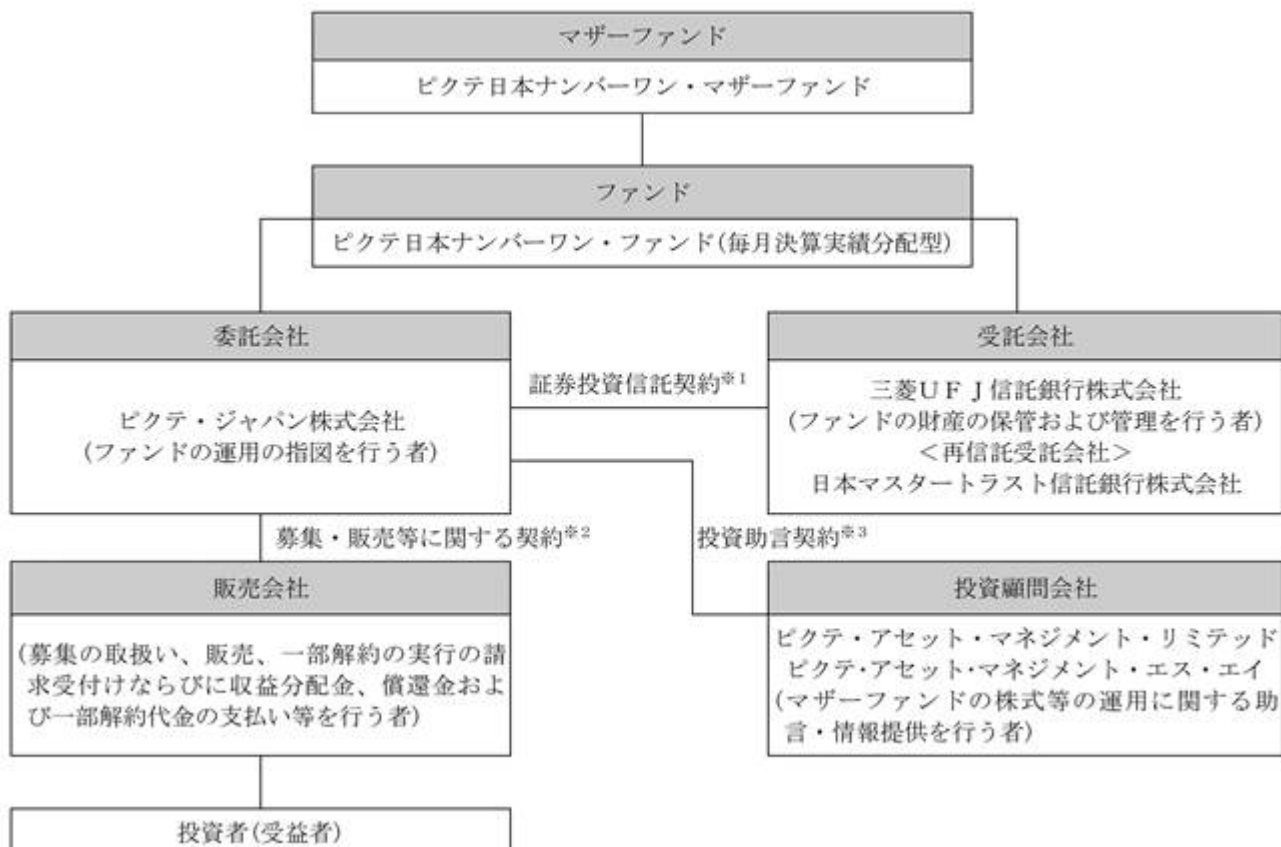 マザーファンド
ピクテ日本ナンバーワン・マザーファンド
ファンド
ピクテ日本ナンバーワン・ファンド(毎月決算実績分配型)
委託会社
ピクテ・ジャパン株式会社
(ファンドの運用の指図を行う者)
証券投資信託契約※1
受託会社
三菱UFJ信託銀行株式会社
(ファンドの財産の保管および管理を行う者)
<再信託受託会社>
日本マスタートラスト信託銀行株式会社
募集・販売等に関する契約※2
投資助言契約※3
販売会社
(募集の取扱い、販売、一部解約の実行の請
求受付けならびに収益分配金、償還金およ
び一部解約代金の支払い等を行う者)
投資顧問会社
ピクテ・アセット・マネジメント・リミテッド
ピクテ・アセット・マネジメント・エス・エイ
(マザーファンドの株式等の運用に関する助
言・情報提供を行う者)
投資者(受益者)